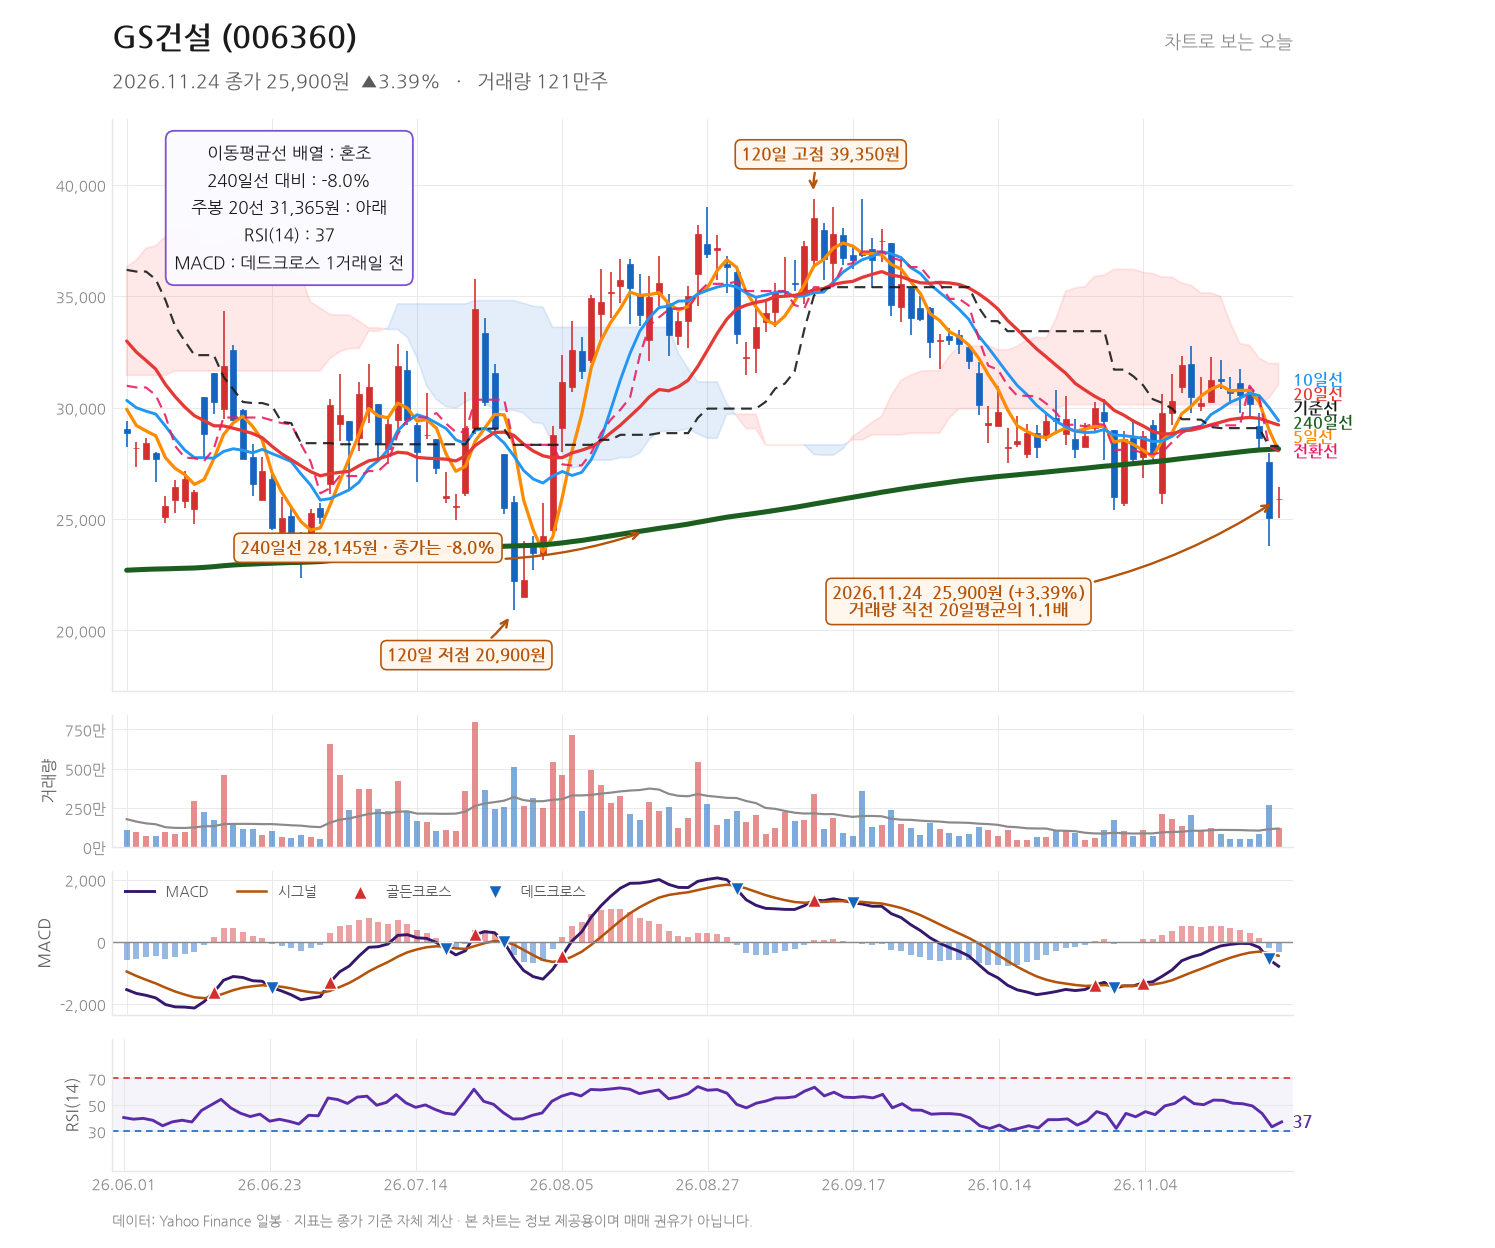 GS건설 (006360)
차트로 보는 오늘
2026.11.24 종가 25,900원 ▲3.39% · 거래량 121만주
이동평균선 배열 : 혼조
240일선 대비 : -8.0%
주봉 20선 31,365원 : 아래
RSI(14) : 37
MACD : 데드크로스 1거래일 전
120일 고점 39,350원
40,000
35,000
30,000
25,000
20,000
10일선
20일선
기준선
240일선
5일선
전환선
240일선 28,145원 · 종가는 -8.0%
2026.11.24 25,900원 (+3.39%)
거래량 직전 20일평균의 1.1배
120일 저점 20,900원
거래량
750만
500만
250만
0만
MACD
2,000
0
-2,000
MACD
시그널
골든크로스
데드크로스
RSI(14)
70
50
30
37
26.06.01
26.06.23
26.07.14
26.08.05
26.08.27
26.09.17
26.10.14
26.11.04
데이터: Yahoo Finance 일봉 · 지표는 종가 기준 자체 계산 · 본 차트는 정보 제공용이며 매매 권유가 아닙니다.